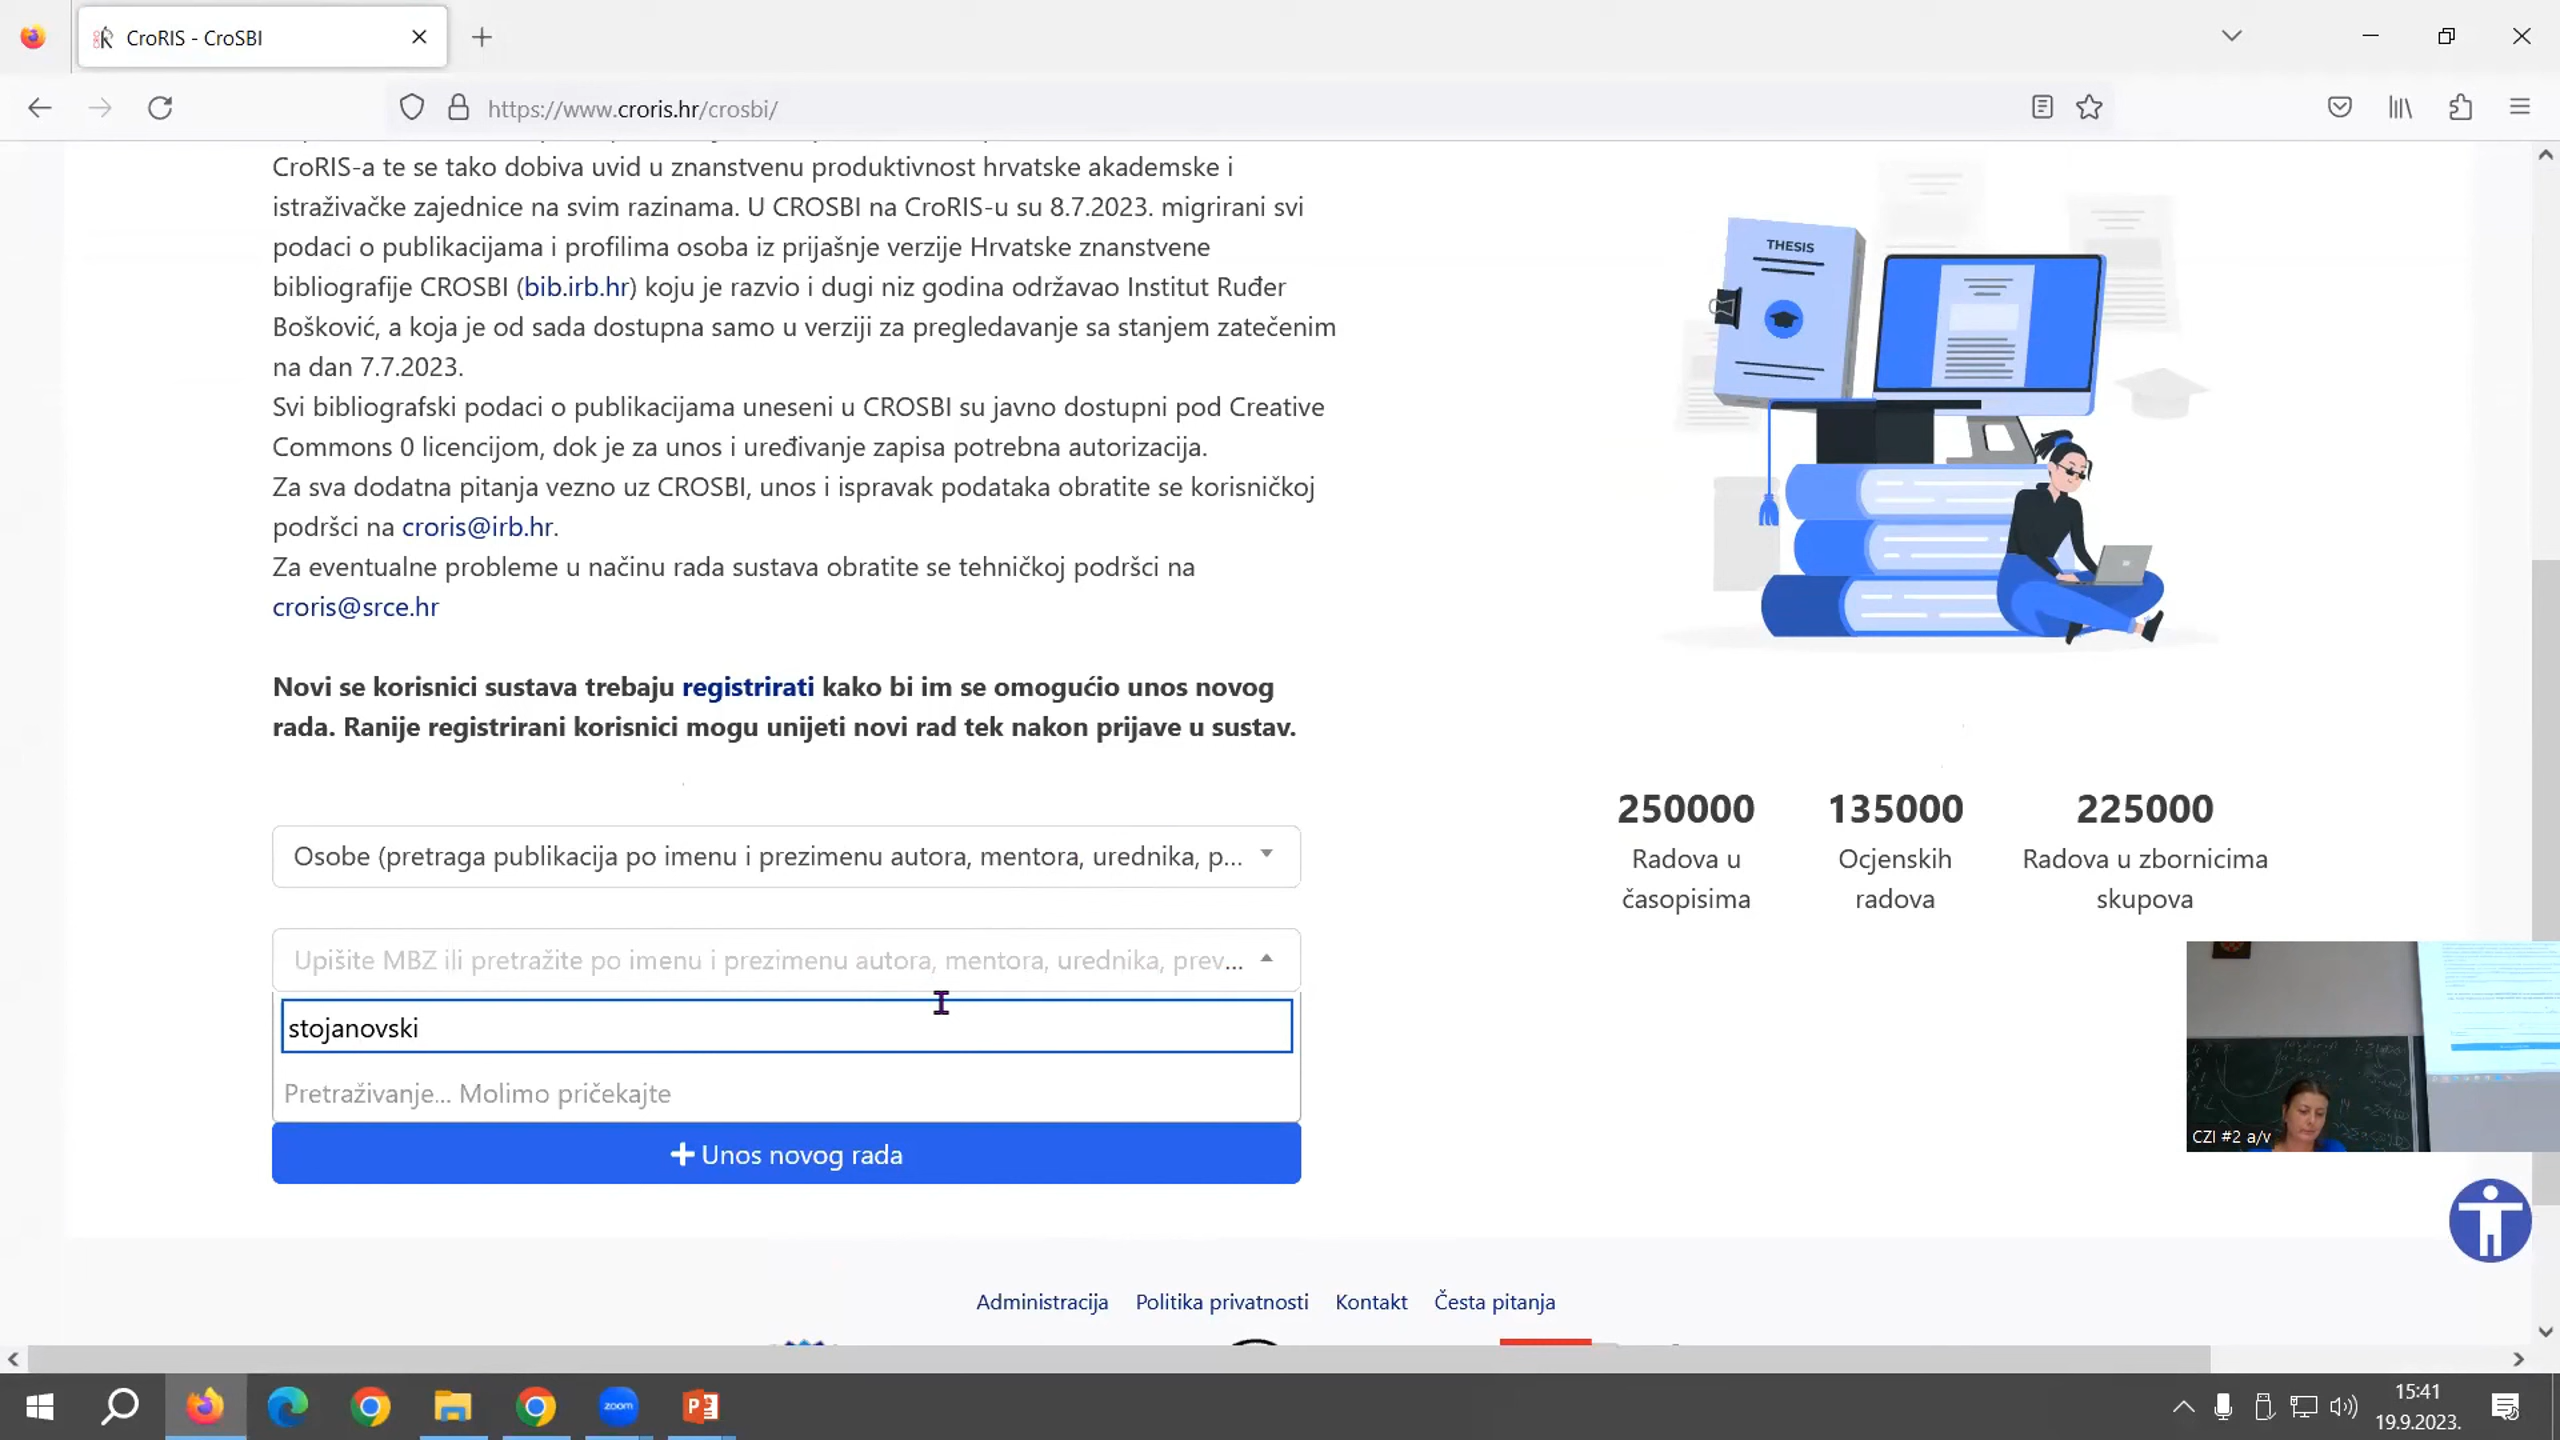 CroRIS - CroSBI
https://www.croris.hr/crosbi/
CroRIS-a te se tako dobiva uvid u znanstvenu produktivnost hrvatske akademske i
istraživačke zajednice na svim razinama. U CROSBI na CroRIS-u su 8.7.2023. migrirani svi
podaci o publikacijama i profilima osoba iz prijašnje verzije Hrvatske znanstvene
bibliografije CROSBI (bib.irb.hr) koju je razvio i dugi niz godina održavao Institut Ruđer
Bošković, a koja je od sada dostupna samo u verziji za pregledavanje sa stanjem zatečenim
na dan 7.7.2023.
Svi bibliografski podaci o publikacijama uneseni u CROSBI su javno dostupni pod Creative
Commons 0 licencijom, dok je za unos i uređivanje zapisa potrebna autorizacija.
Za sva dodatna pitanja vezno uz CROSBI, unos i ispravak podataka obratite se korisničkoj
podršci na croris@irb.hr.
Za eventualne probleme u načinu rada sustava obratite se tehničkoj podršci na
croris@srce.hr
Novi se korisnici sustava trebaju registrirati kako bi im se omogućio unos novog
rada. Ranije registrirani korisnici mogu unijeti novi rad tek nakon prijave u sustav.
Osobe (pretraga publikacija po imenu i prezimenu autora, mentora, urednika, p...
Upišite MBZ ili pretražite po imenu i prezimenu autora, mentora, urednika, prev...
stojanovski
Pretraživanje... Molimo pričekajte
+ Unos novog rada
THESIS
250000
Radova u
časopisima
135000
Ocjenskih
radova
225000
Radova u zbornicima
skupova
CZI #2 a/v
Administracija Politika privatnosti Kontakt Česta pitanja
zoom
15:41
19.9.2023.